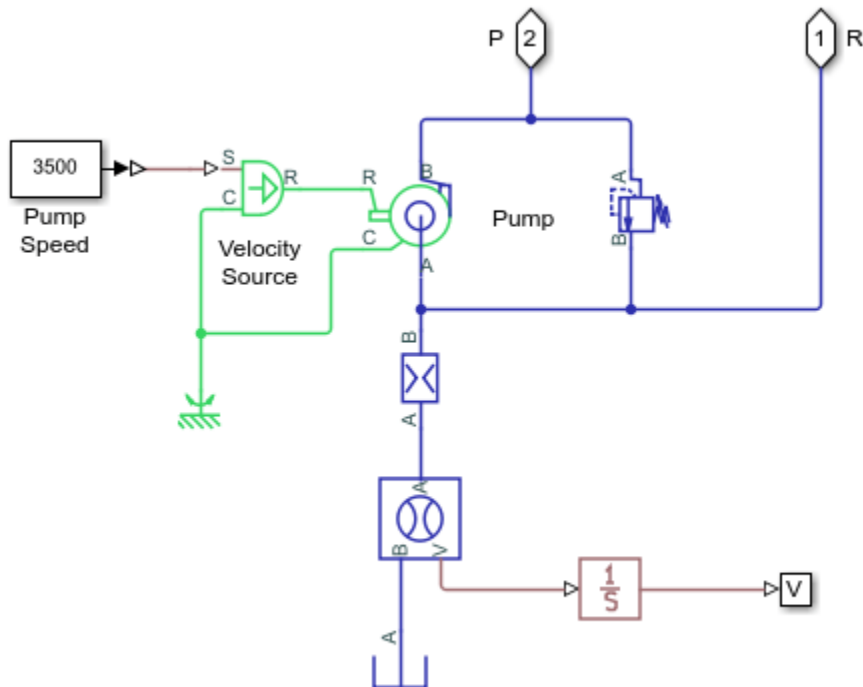 P 2
1 R
3500
Pump
Speed
S
C
R
Velocity
Source
R
C
B
A
Pump
A
B
B
A
A
B V
1
S
V
A